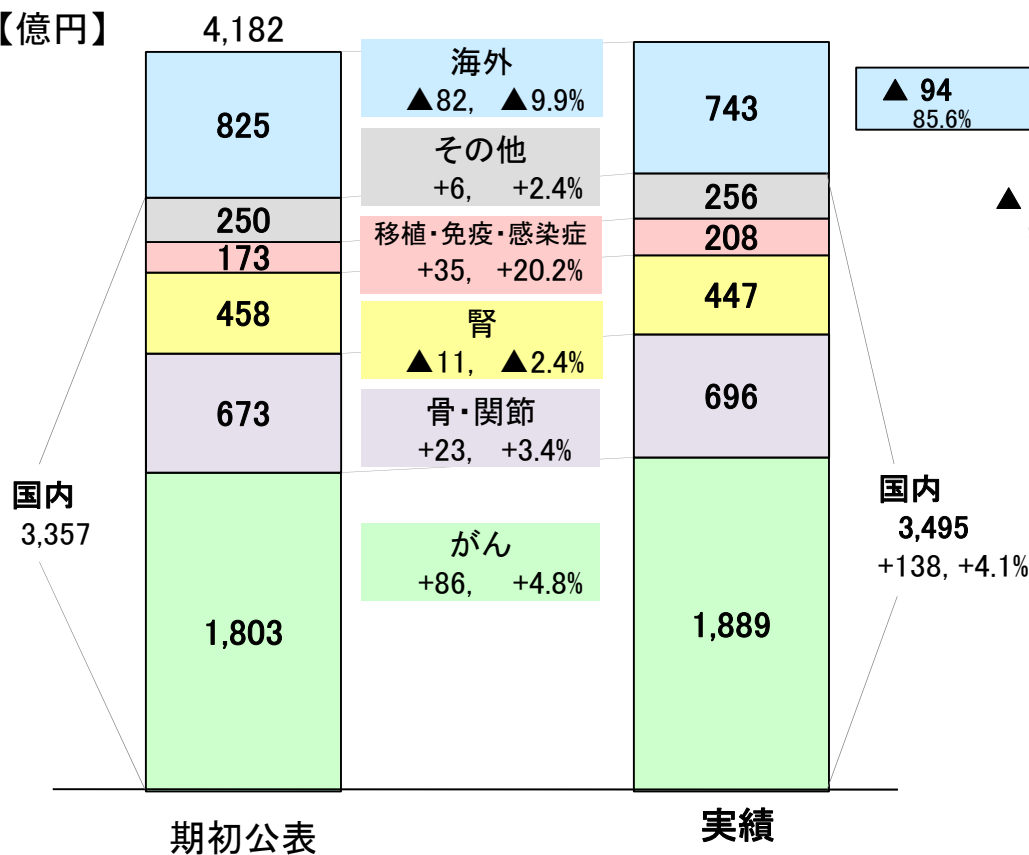 【億円】
4,182
825
250
173
458
673
1,803
国内
3,357
期初公表
海外
▲82, ▲9.9%
その他
+6, +2.4%
移植・免疫・感染症
+35, +20.2%
腎
▲11, ▲2.4%
骨・関節
+23, +3.4%
がん
+86, +4.8%
743
256
208
447
696
1,889
実績
▲ 94
85.6%
▲
国内
3,495
+138, +4.1%